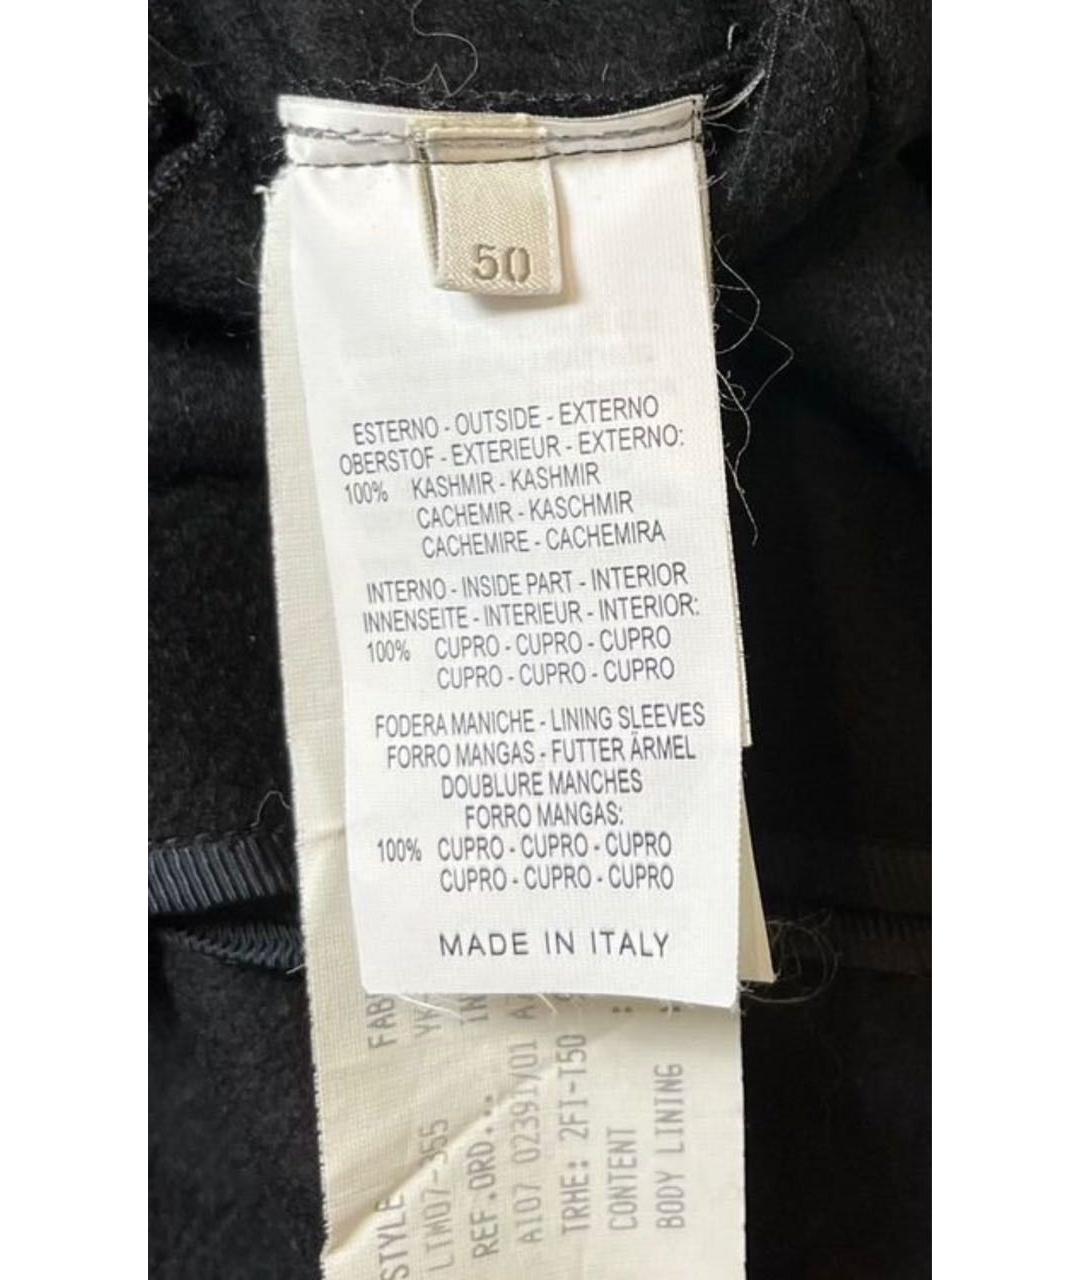 50
ESTERNO - OUTSIDE - EXTERNO
OBERSTOF - EXTERIEUR - EXTERNO:
100% KASHMIR - KASHMIR
CACHEMIR - KASCHMIR
CACHEMIRE - CACHEMIRA
INTERNO - INSIDE PART - INTERIOR
INNENSEITE - INTERIEUR - INTERIOR:
100% CUPRO - CUPRO - CUPRO
CUPRO - CUPRO - CUPRO
FODERA MANICHE - LINING SLEEVES
FORRO MANGAS - FUTTER ÄRMEL
DOUBLURE MANCHES
FORRO MANGAS:
100% CUPRO - CUPRO - CUPRO
CUPRO - CUPRO - CUPRO
MADE IN ITALY
STYLE
REF.ORD...
A107 02391/01
TRHE: 2FI-T50
CONTENT
BODY LINING